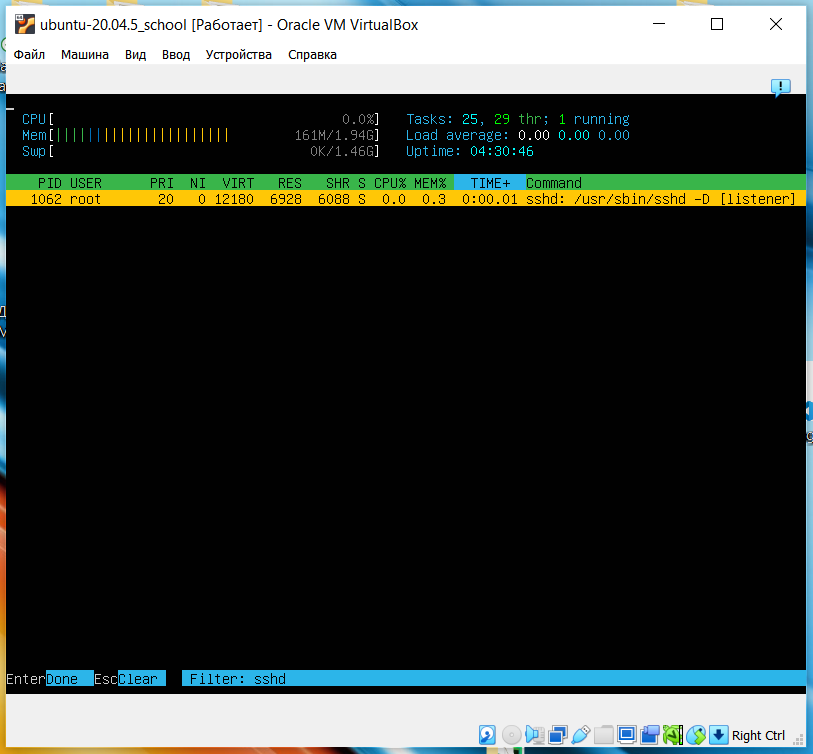 ubuntu-20.04.5_school [Работает] - Oracle VM VirtualBox
Файл Машина Вид Ввод Устройства Справка
CPU[ 0.0%] Tasks: 25, 29 thr; 1 running
Mem[|||||||||||||||||||||| 161M/1.94G] Load average: 0.00 0.00 0.00
Swp[ 0K/1.46G] Uptime: 04:30:46
PID USER PRI NI VIRT RES SHR S CPU% MEM% TIME+ Command
1062 root 20 0 12180 6928 6088 S 0.0 0.3 0:00.01 sshd: /usr/sbin/sshd -D [listener]
EnterDone EscClear Filter: sshd
Right Ctrl